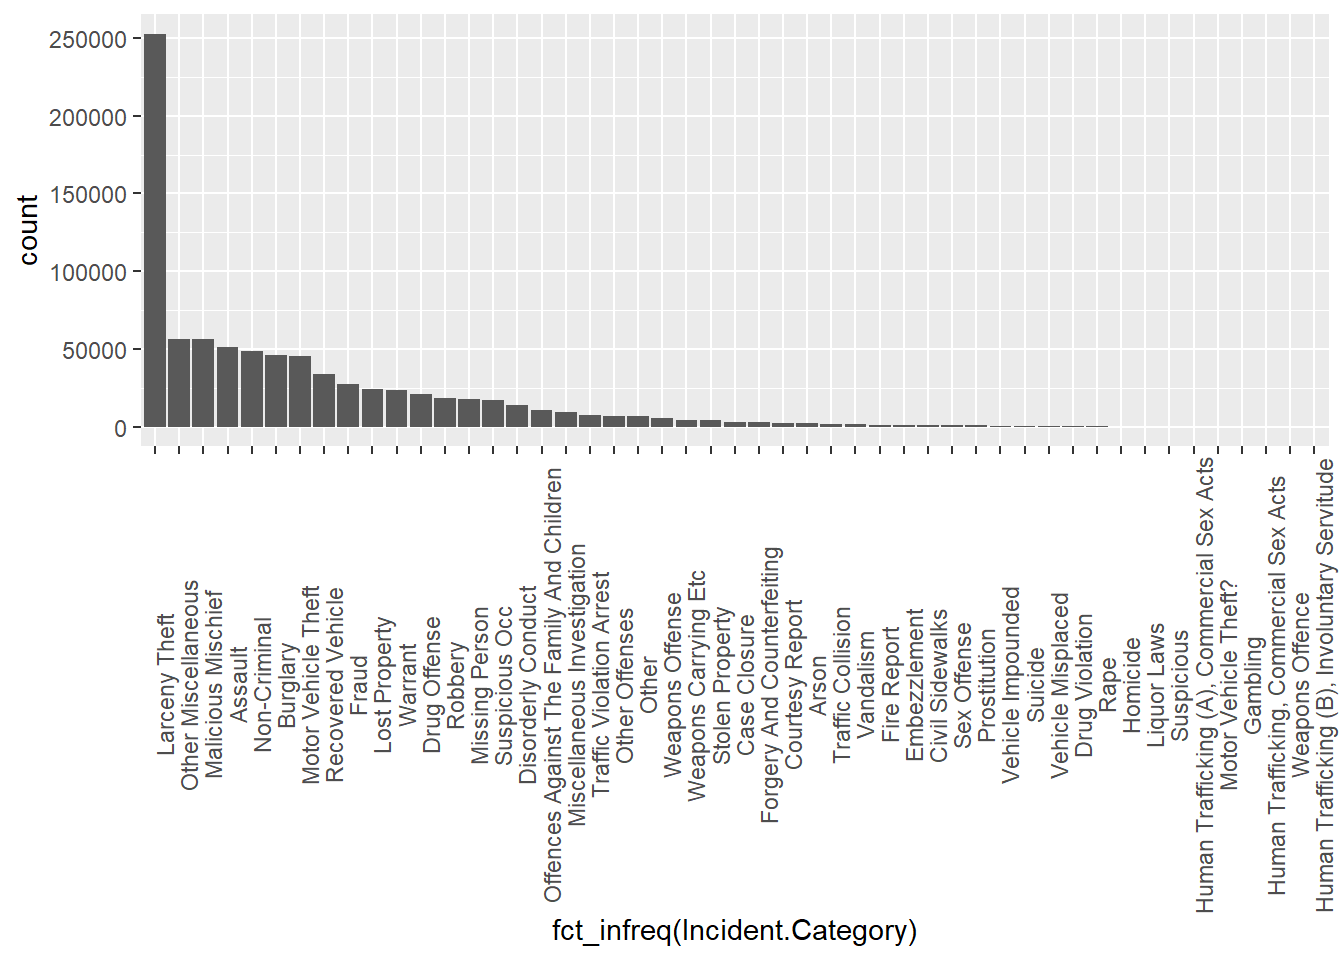 250000
200000
150000
100000
50000
0
count
Larceny Theft
Other Miscellaneous
Malicious Mischief
Assault
Non-Criminal
Burglary
Motor Vehicle Theft
Recovered Vehicle
Fraud
Lost Property
Warrant
Drug Offense
Robbery
Missing Person
Suspicious Occ
Disorderly Conduct
Offences Against The Family And Children
Miscellaneous Investigation
Traffic Violation Arrest
Other Offenses
Other
Weapons Offense
Weapons Carrying Etc
Stolen Property
Case Closure
Forgery And Counterfeiting
Courtesy Report
Arson
Traffic Collision
Vandalism
Fire Report
Embezzlement
Civil Sidewalks
Sex Offense
Prostitution
Vehicle Impounded
Suicide
Vehicle Misplaced
Drug Violation
Rape
Homicide
Liquor Laws
Suspicious
Human Trafficking (A), Commercial Sex Acts
Motor Vehicle Theft?
Gambling
Human Trafficking, Commercial Sex Acts
Weapons Offence
Human Trafficking (B), Involuntary Servitude
fct_infreq(Incident.Category)